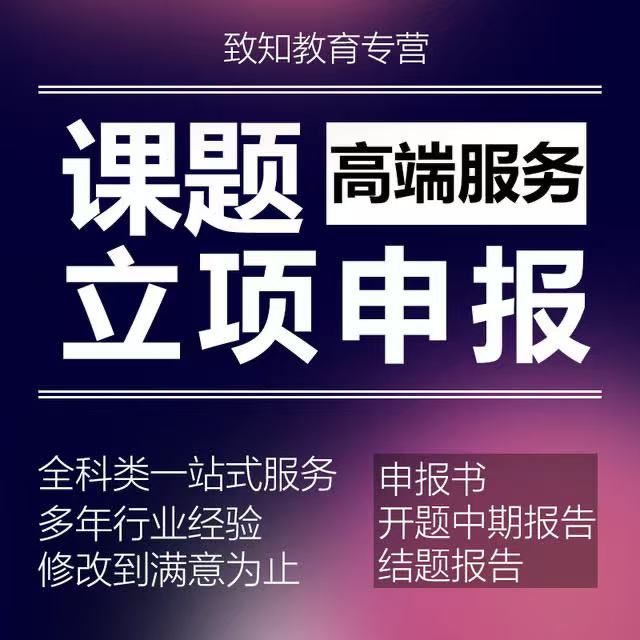 致知教育专营
课题
高端服务
立项申报
全科类一站式服务
多年行业经验
修改到满意为止
申报书
开题中期报告
结题报告